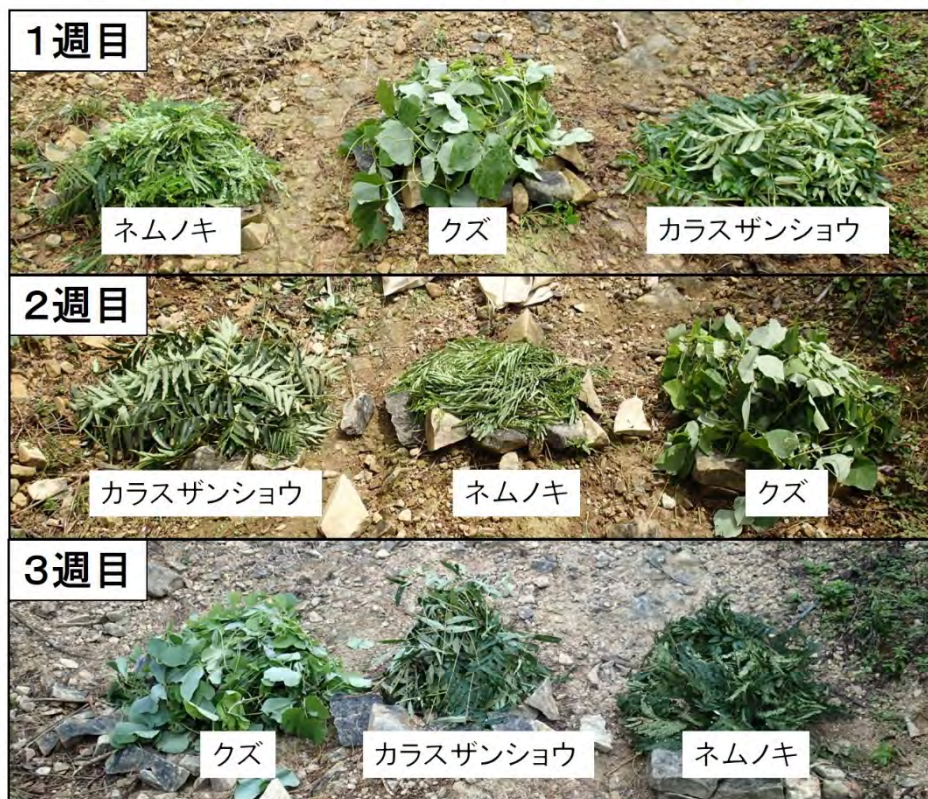 1週目
ネムノキ
クズ
カラスザンショウ
2週目
カラスザンショウ
ネムノキ
クズ
3週目
クズ
カラスザンショウ
ネムノキ